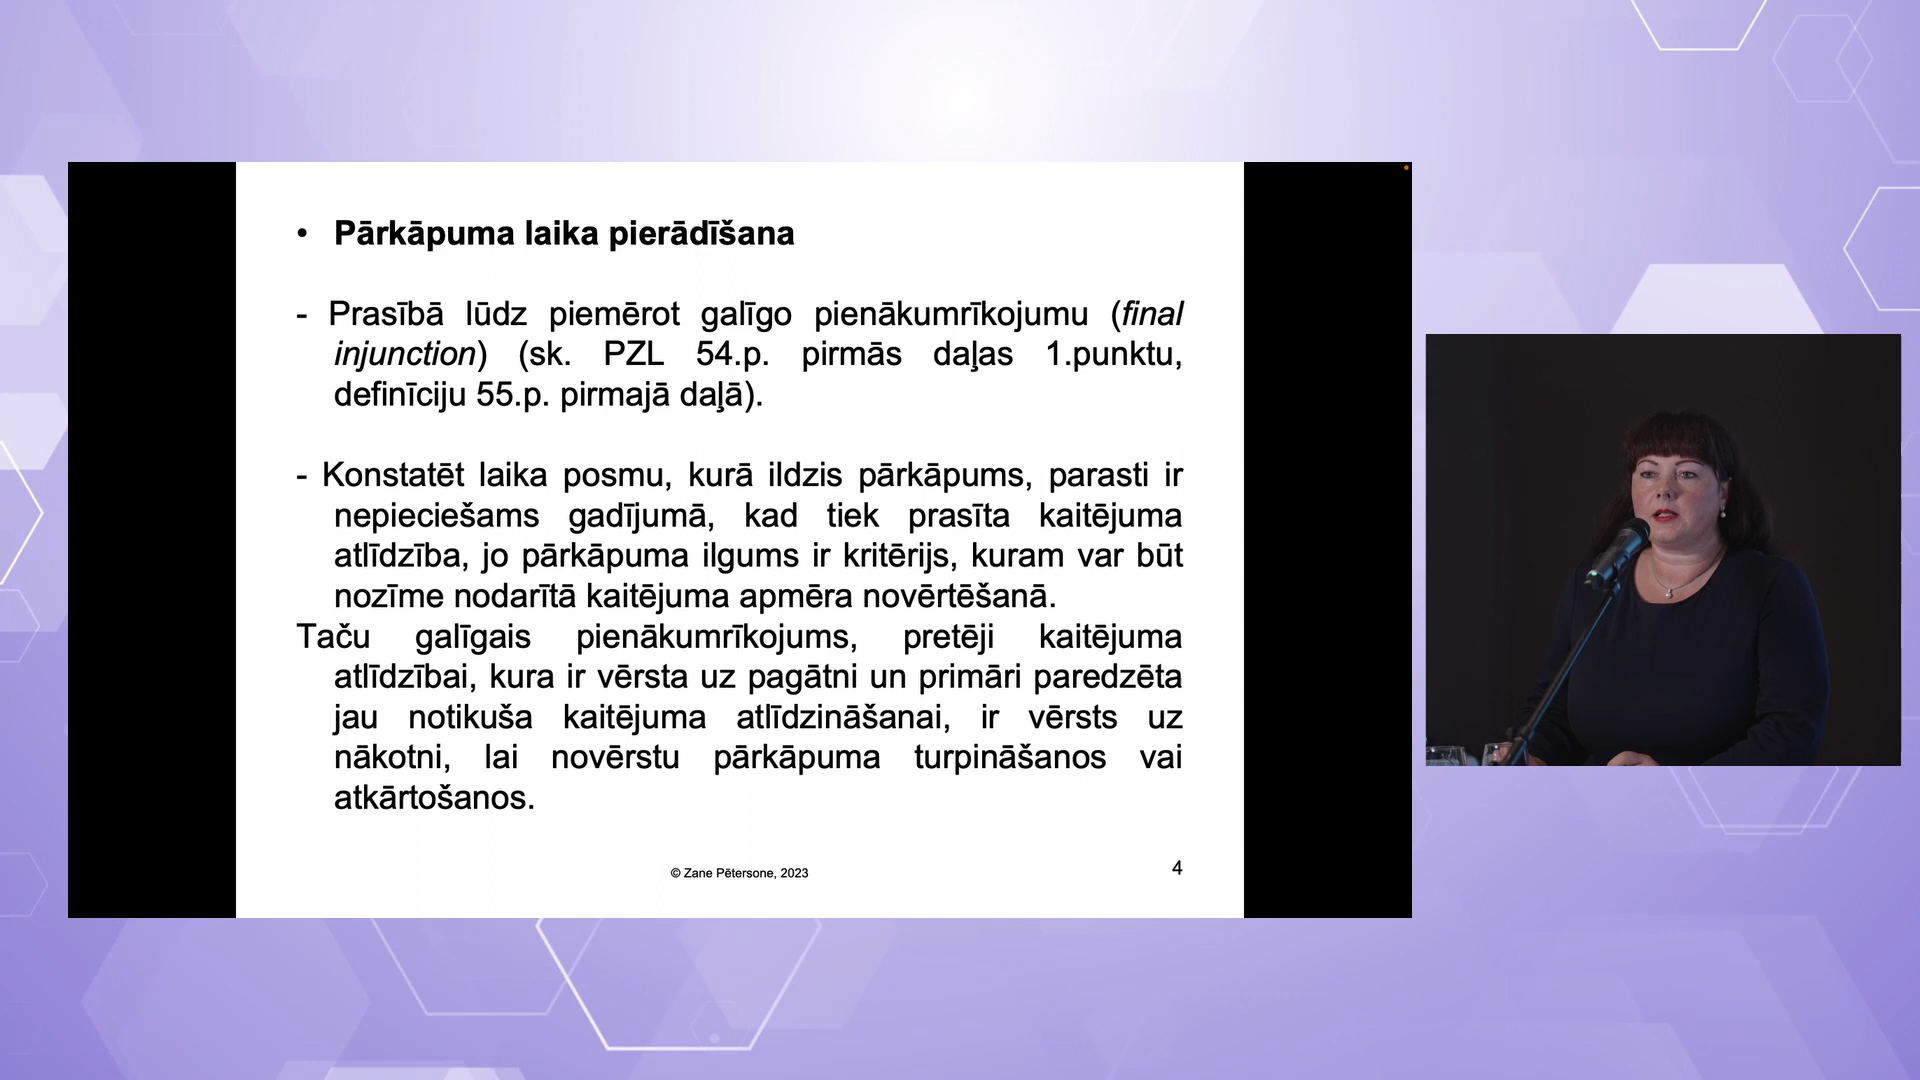 • Pārkāpuma laika pierādīšana
- Prasībā lūdz piemērot galīgo pienākumrīkojumu (final
injunction) (sk. PZL 54.p. pirmās daļas 1.punktu,
definīciju 55.p. pirmajā daļā).
- Konstatēt laika posmu, kurā ildzis pārkāpums, parasti ir
nepieciešams gadījumā, kad tiek prasīta kaitējuma
atlīdzība, jo pārkāpuma ilgums ir kritērijs, kuram var būt
nozīme nodarītā kaitējuma apmēra novērtēšanā.
Taču galīgais pienākumrīkojums, pretēji kaitējuma
atlīdzībai, kura ir vērsta uz pagātni un primāri paredzēta
jau notikuša kaitējuma atlīdzināšanai, ir vērsts uz
nākotni, lai novērstu pārkāpuma turpināšanos vai
atkārtošanos.
© Zane Pētersone, 2023
4